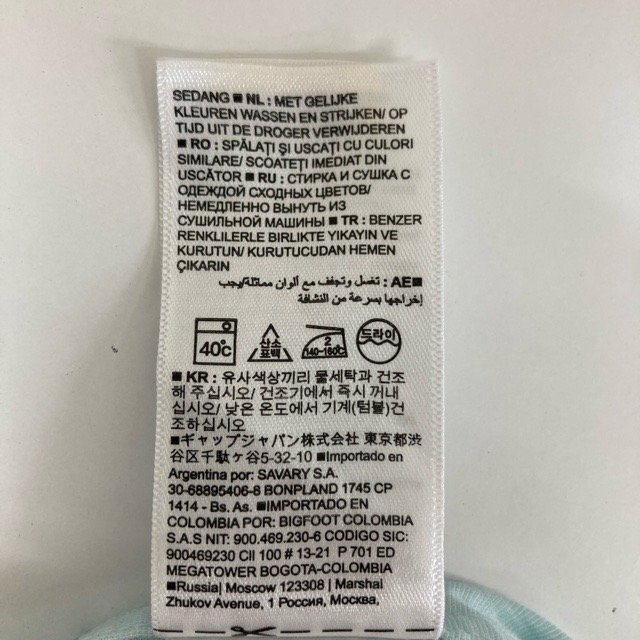 SEDANG ■ NL : MET GELIJKE
KLEUREN WASSEN EN STRIJKEN/ OP
TIJD UIT DE DROGER VERWIJDEREN
■ RO : SPĂLAȚI ȘI USCAȚI CU CULORI
SIMILARE/ SCOATEȚI IMEDIAT DIN
USCĂTOR ■ RU : СТИРКА И СУШКА С
ОДЕЖДОЙ СХОДНЫХ ЦВЕТОВ/
НЕМЕДЛЕННО ВЫНУТЬ ИЗ
СУШИЛЬНОЙ МАШИНЫ ■ TR : BENZER
RENKLILERLE BIRLIKTE YIKAYIN VE
KURUTUN/ KURUTUCUDAN HEMEN
ÇIKARIN
■AE : تغسل وتجفف مع ألوان مماثلة/يجب
إخراجها بسرعة من النشافة
40℃ 산소 표백 2 140-160℃ 드라이
■ KR : 유사색상끼리 물세탁과 건조
해 주십시오/ 건조기에서 즉시 꺼내
십시오/ 낮은 온도에서 기계(텀블)건
조하십시오
■ギャップジャパン株式会社 東京都渋
谷区千駄ヶ谷5-32-10 ■Importado en
Argentina por: SAVARY S.A.
30-68895406-8 BONPLAND 1745 CP
1414 - Bs. As. ■IMPORTADO EN
COLOMBIA POR: BIGFOOT COLOMBIA
S.A.S NIT: 900.469.230-6 CODIGO SIC:
900469230 CII 100 # 13-21 P 701 ED
MEGATOWER BOGOTA-COLOMBIA
■Russia| Moscow 123308 | Marshal
Zhukov Avenue, 1 Россия, Москва,